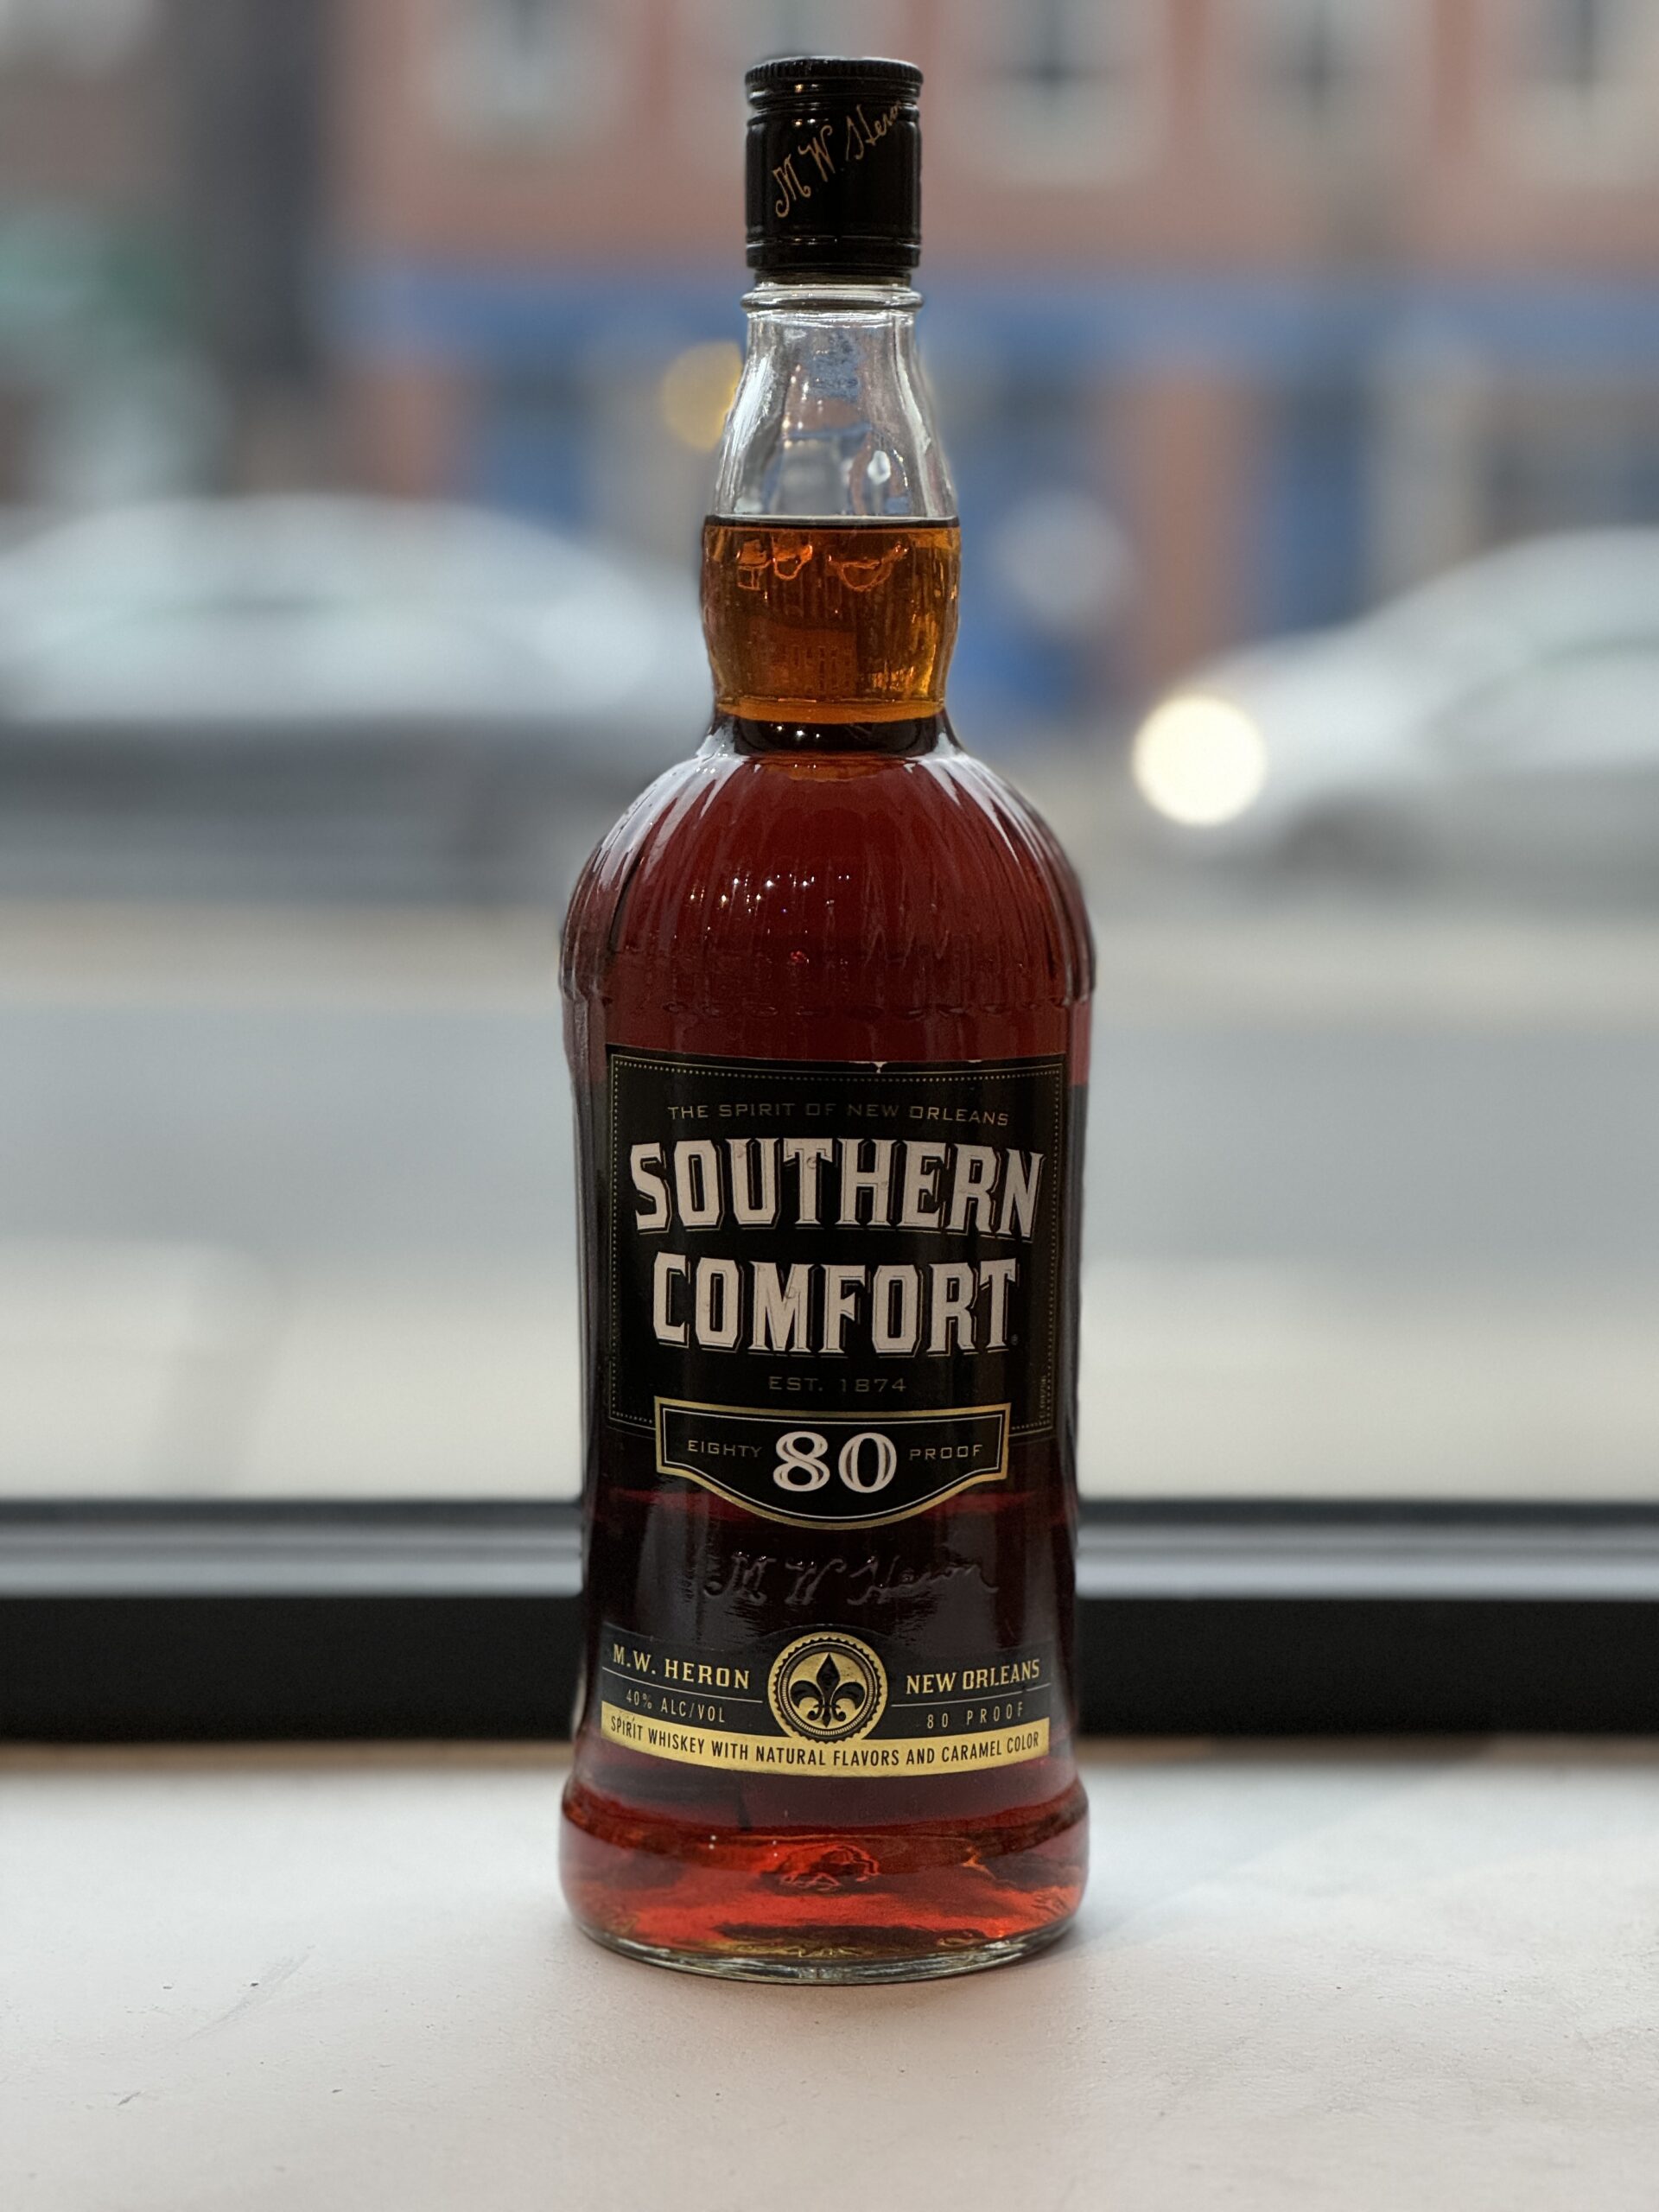 M. W. Heron
THE SPIRIT OF NEW ORLEANS
SOUTHERN
COMFORT
EST. 1874
EIGHTY 80 PROOF
M W Heron
M.W. HERON NEW ORLEANS
40% ALC/VOL 80 PROOF
SPIRIT WHISKEY WITH NATURAL FLAVORS AND CARAMEL COLOR